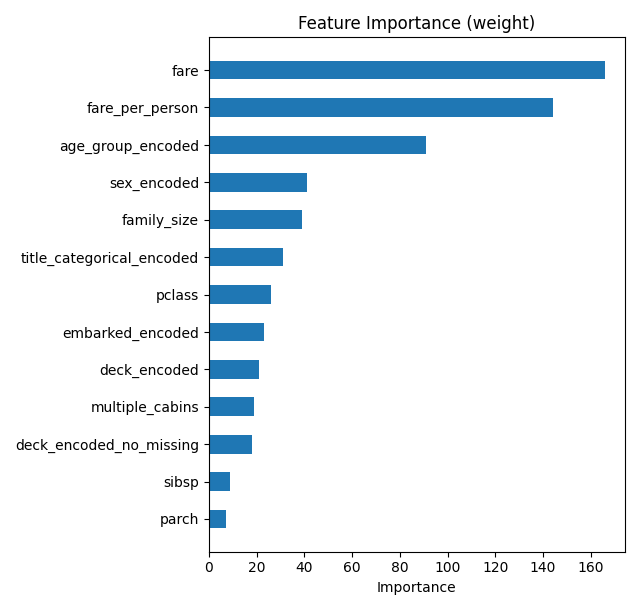 Feature Importance (weight)
fare
fare_per_person
age_group_encoded
sex_encoded
family_size
title_categorical_encoded
pclass
embarked_encoded
deck_encoded
multiple_cabins
deck_encoded_no_missing
sibsp
parch
0 20 40 60 80 100 120 140 160
Importance